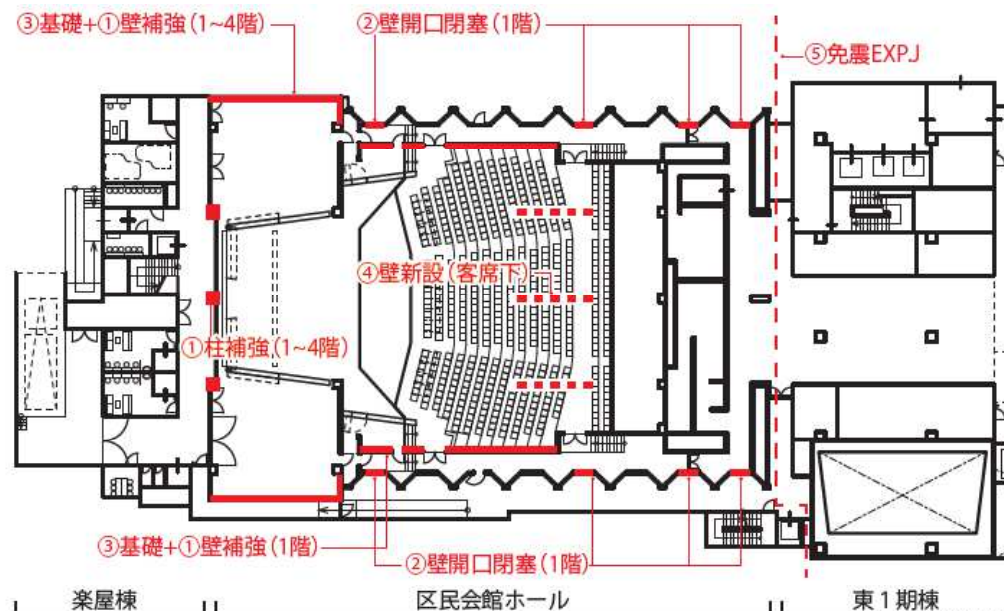 ③基礎+①壁補強(1~4階)
②壁開口閉塞(1階)
⑤免震EXP.J
④壁新設(客席下)
①柱補強(1~4階)
③基礎+①壁補強(1階)
②壁開口閉塞(1階)
楽屋棟
区民会館ホール
東1期棟